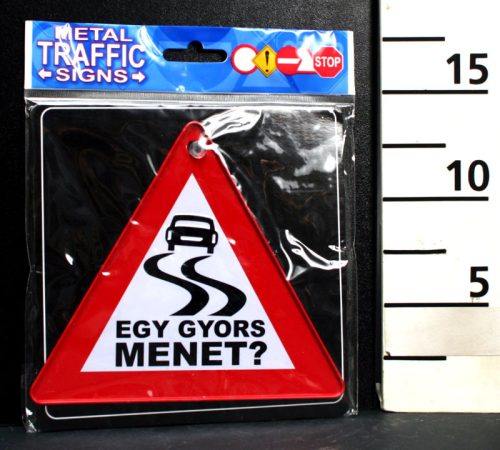 METAL
TRAFFIC
SIGNS
STOP
EGY GYORS
MENET?
15
10
5